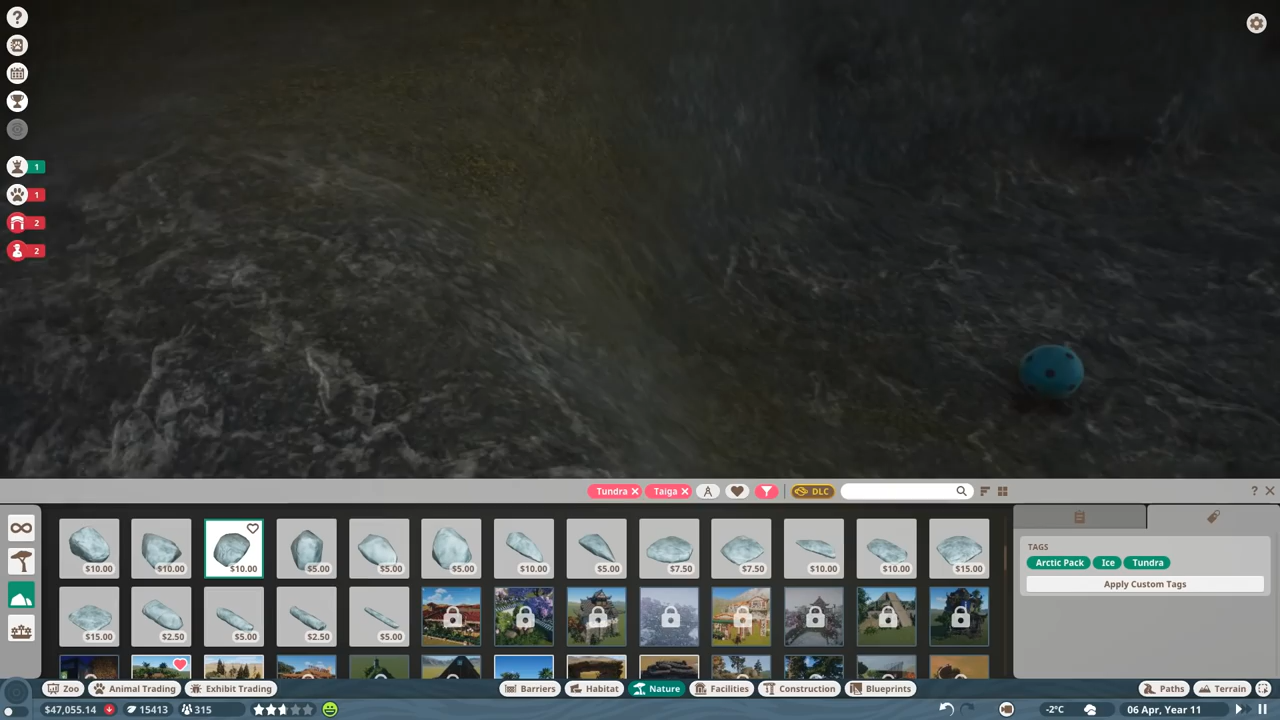 ?
1
1
2
2
Tundra ×
Taiga ×
DLC
? ×
$10.00
$10.00
$10.00
$5.00
$5.00
$5.00
$10.00
$5.00
$7.50
$7.50
$10.00
$10.00
$15.00
$15.00
$2.50
$5.00
$2.50
$5.00
TAGS
Arctic Pack
Ice
Tundra
Apply Custom Tags
Zoo
Animal Trading
Exhibit Trading
Barriers
Habitat
Nature
Facilities
Construction
Blueprints
Paths
Terrain
$47,055.14
15413
315
-2°C
06 Apr, Year 11